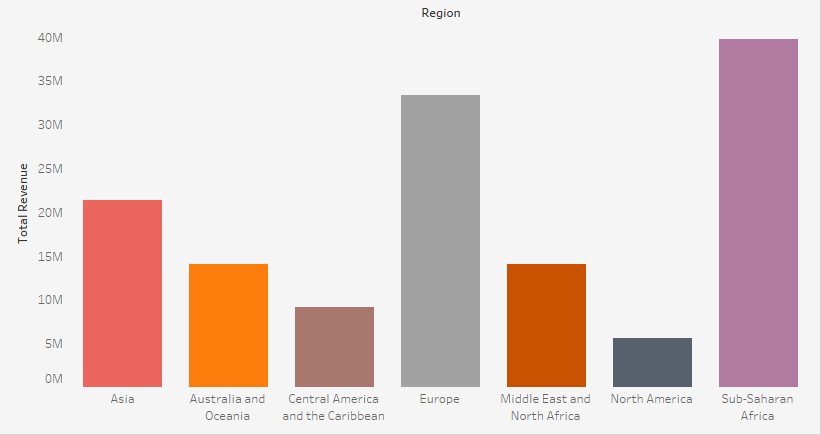 Region
40M
35M
30M
25M
20M
15M
10M
5M
0M
Total Revenue
Asia
Australia and
Oceania
Central America
and the Caribbean
Europe
Middle East and
North Africa
North America
Sub-Saharan
Africa